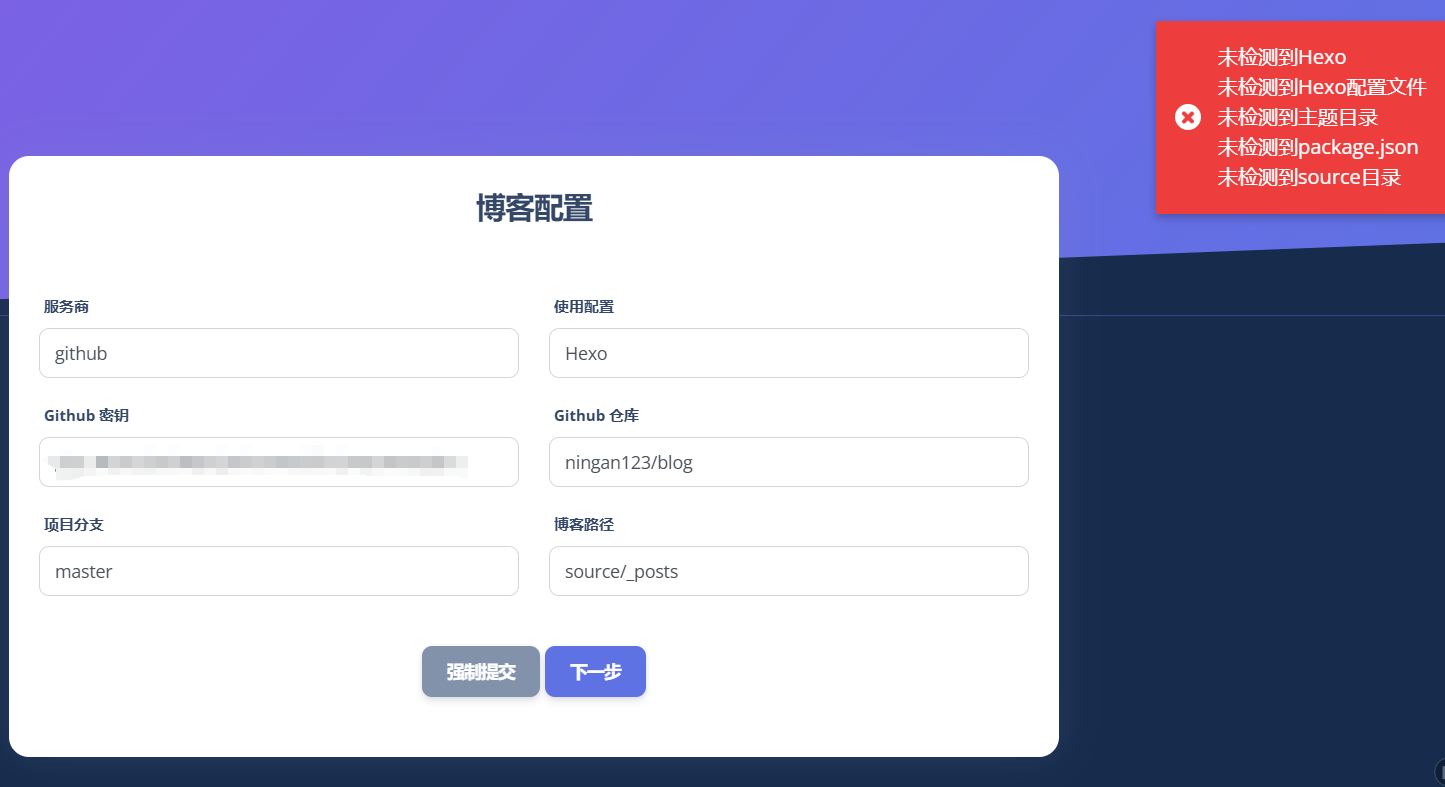 未检测到Hexo
未检测到Hexo配置文件
未检测到主题目录
未检测到package.json
未检测到source目录
博客配置
服务商
使用配置
github
Hexo
Github 密钥
Github 仓库
ningan123/blog
项目分支
博客路径
master
source/_posts
强制提交
下一步